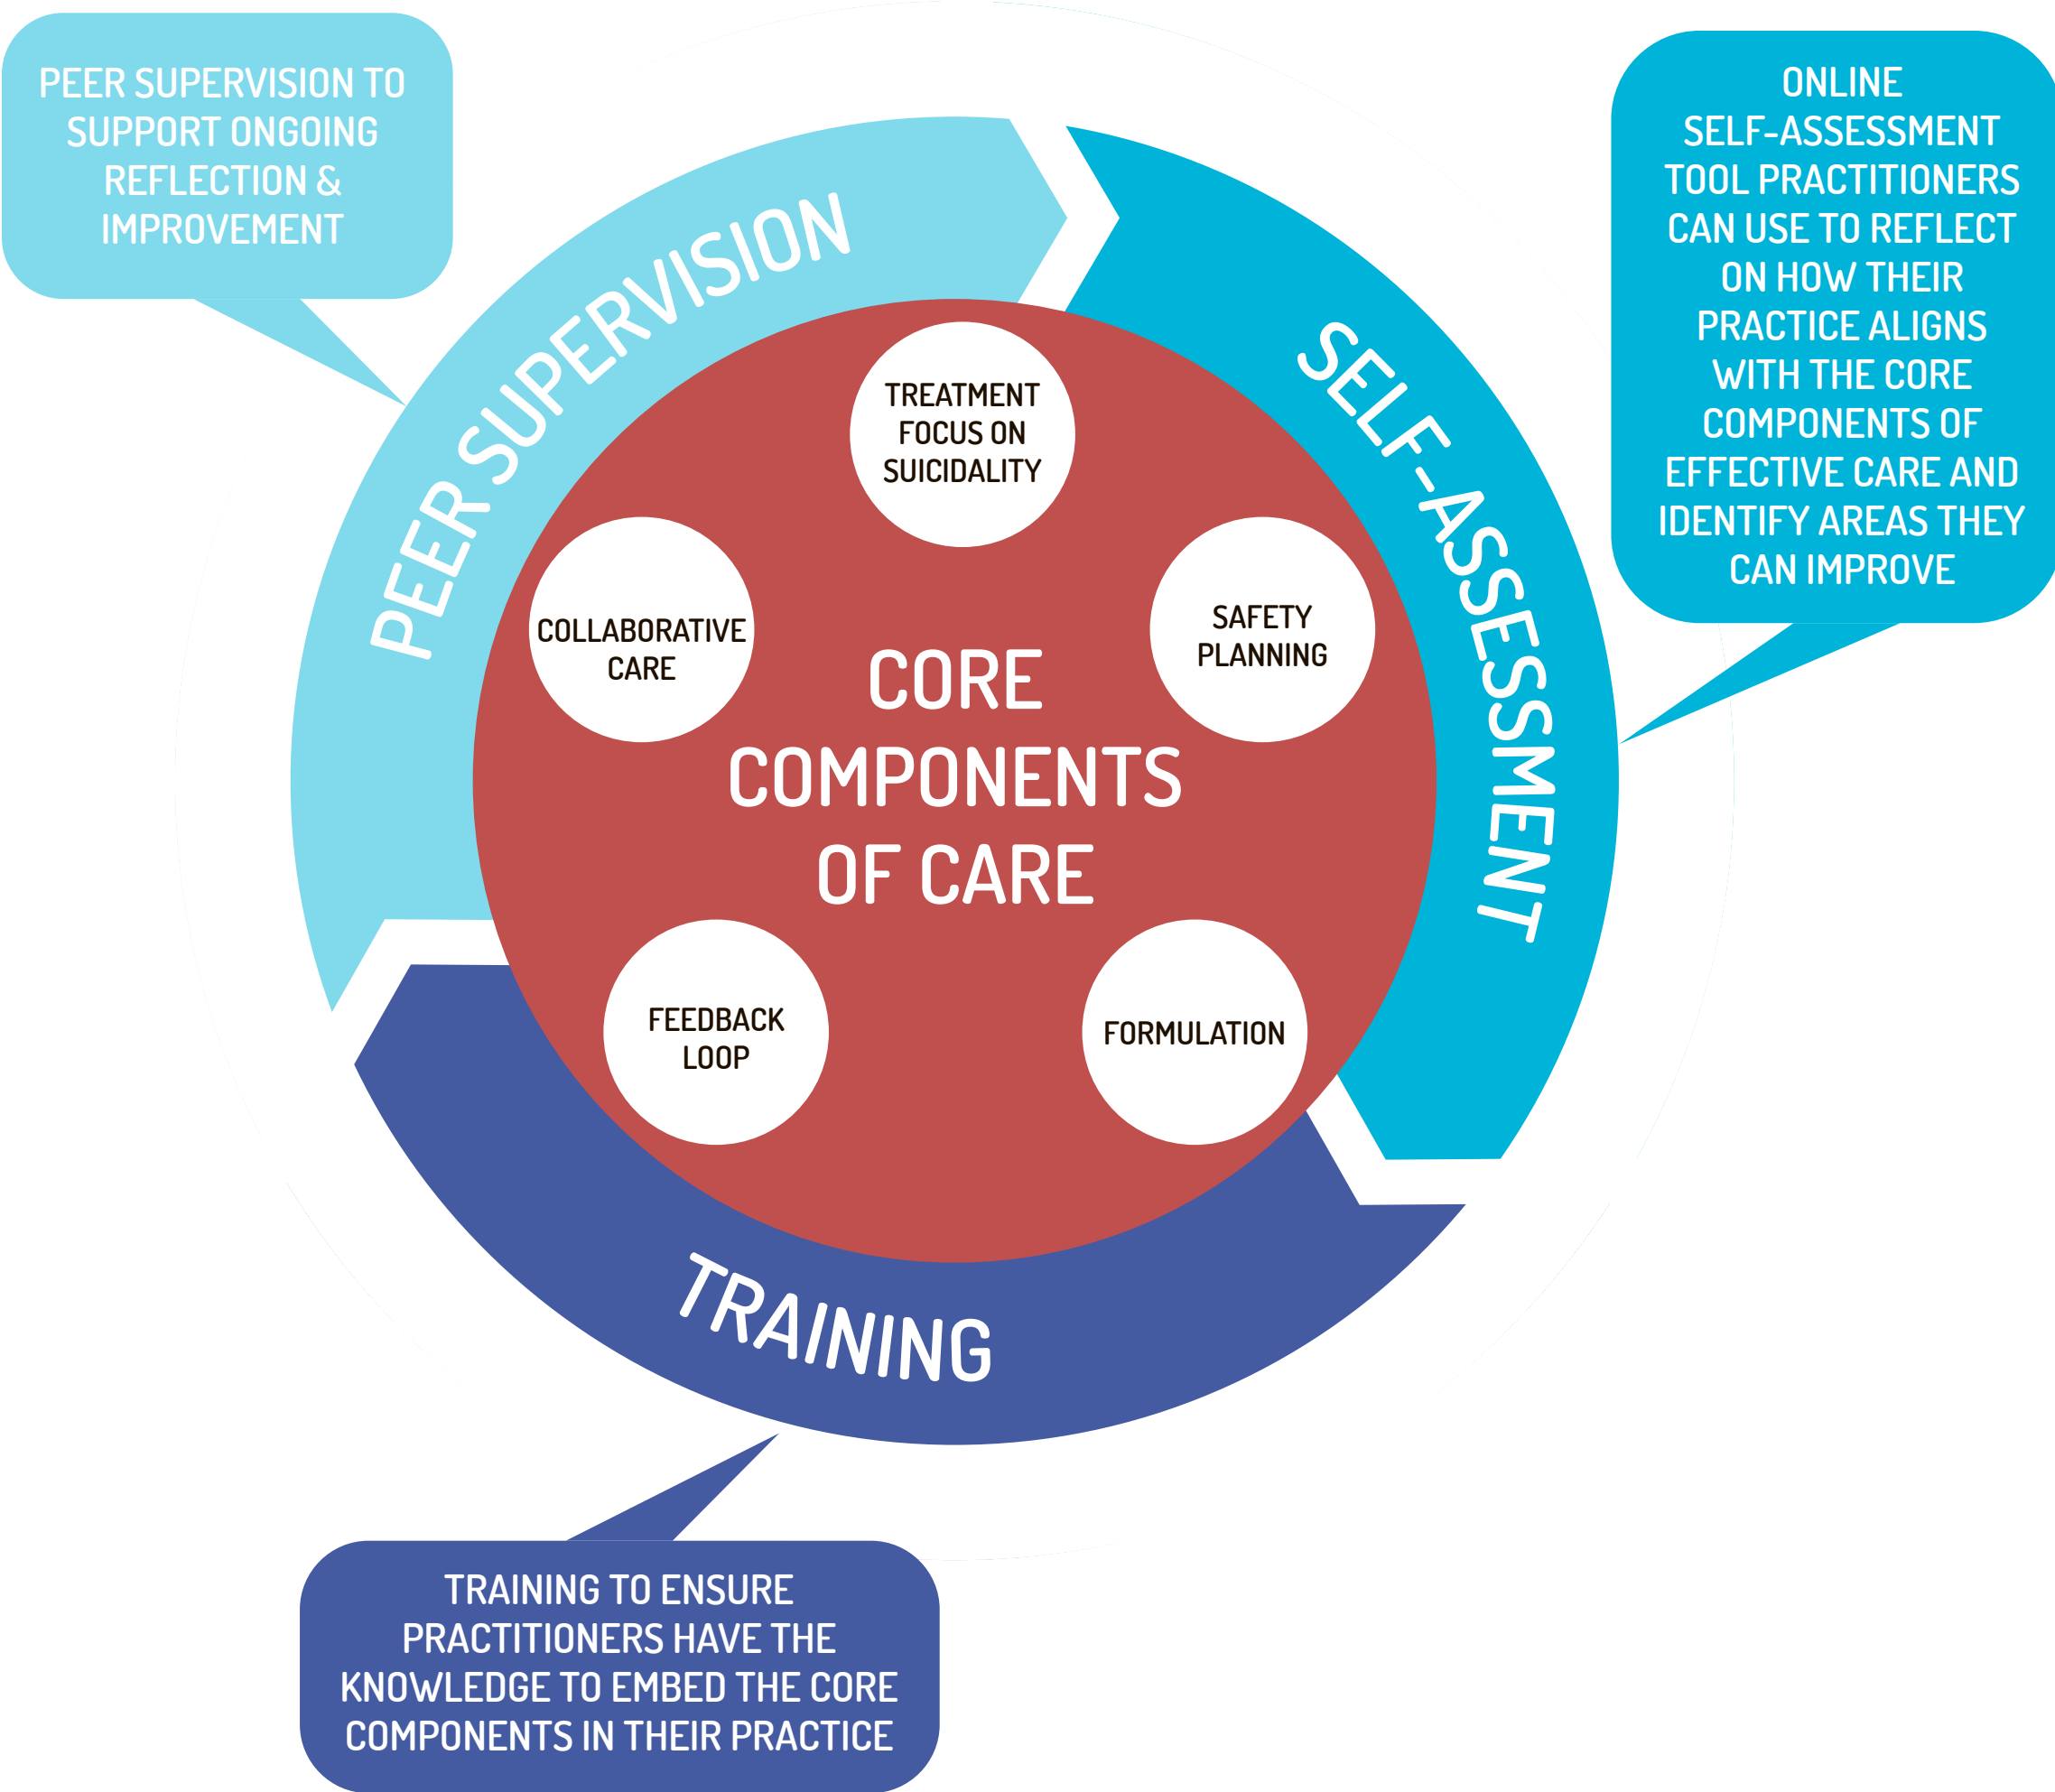 PEER SUPERVISION TO
SUPPORT ONGOING
REFLECTION &
IMPROVEMENT
ONLINE
SELF-ASSESSMENT
TOOL PRACTITIONERS
CAN USE TO REFLECT
ON HOW THEIR
PRACTICE ALIGNS
WITH THE CORE
COMPONENTS OF
EFFECTIVE CARE AND
IDENTIFY AREAS THEY
CAN IMPROVE
PEER SUPERVISION
SELF-ASSESSMENT
TREATMENT
FOCUS ON
SUICIDALITY
COLLABORATIVE
CARE
SAFETY
PLANNING
CORE
COMPONENTS
OF CARE
FEEDBACK
LOOP
FORMULATION
TRAINING
TRAINING TO ENSURE
PRACTITIONERS HAVE THE
KNOWLEDGE TO EMBED THE CORE
COMPONENTS IN THEIR PRACTICE